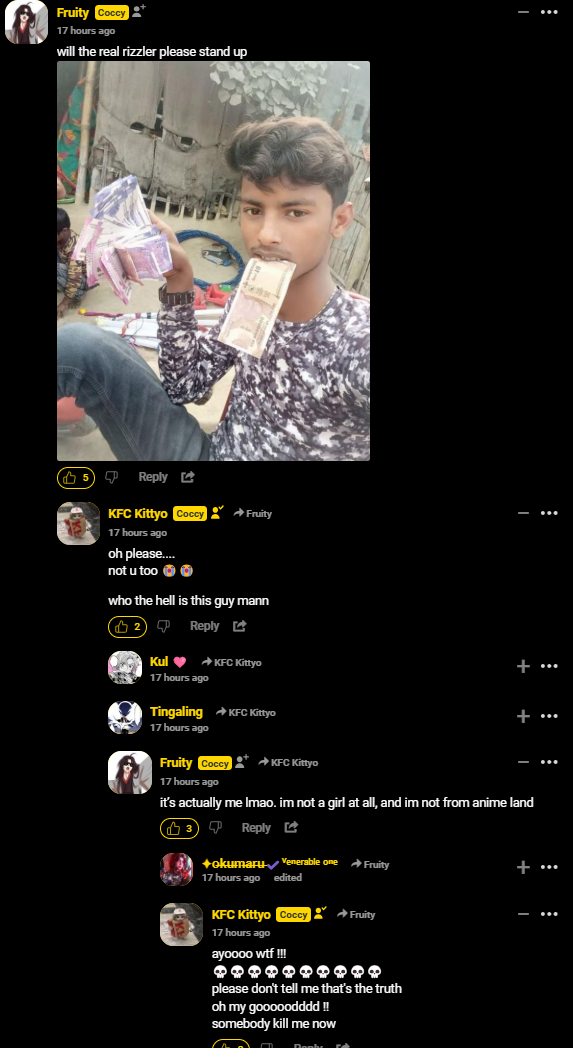 Fruity Coccy
17 hours ago
will the real rizzler please stand up
5 Reply
KFC Kittyo Coccy Fruity
17 hours ago
oh please....
not u too 😭 😭
who the hell is this guy mann
2 Reply
Kul 🩷 KFC Kittyo
17 hours ago
Tingaling KFC Kittyo
17 hours ago
Fruity Coccy KFC Kittyo
17 hours ago
it's actually me lmao. im not a girl at all, and im not from anime land
3 Reply
✦okumaru✔ Venerable one Fruity
17 hours ago edited
KFC Kittyo Coccy Fruity
17 hours ago
ayoooo wtf !!!
💀💀💀💀💀💀💀💀💀💀
please don't tell me that's the truth
oh my goooodddd !!
somebody kill me now
Reply